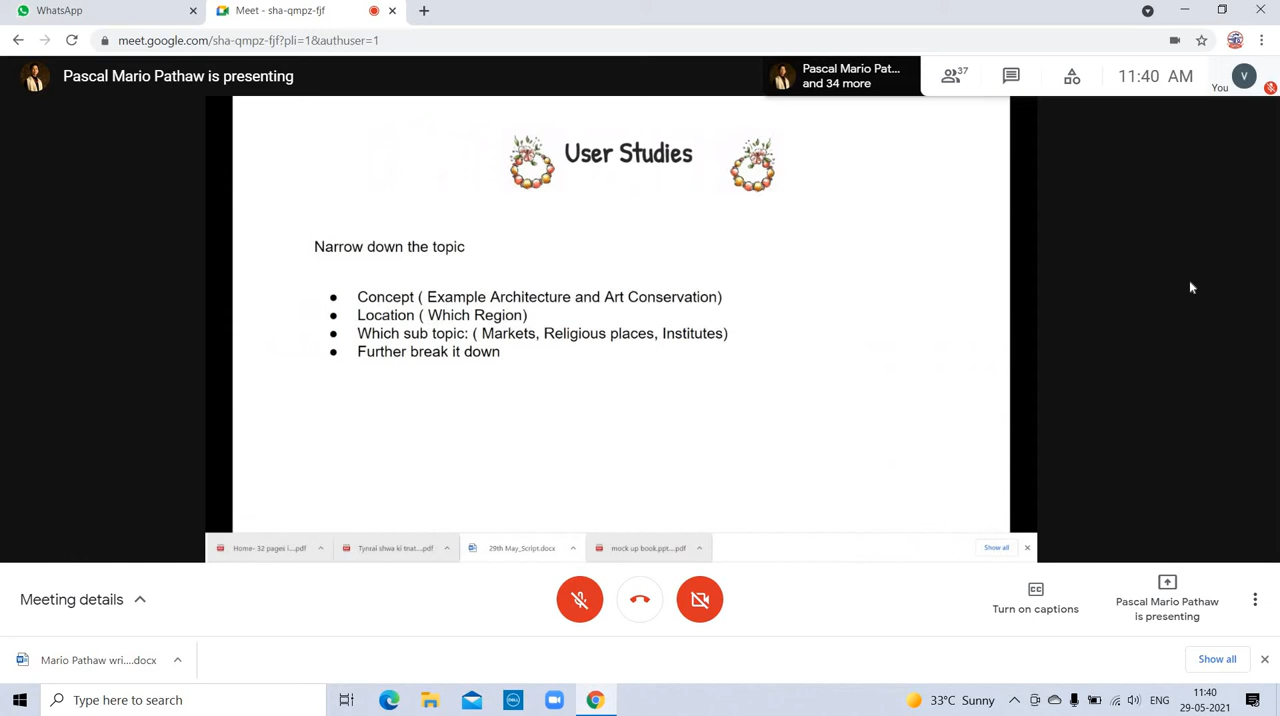 WhatsApp
Meet - sha-qmpz-fjf
meet.google.com/sha-qmpz-fjf?pli=1&authuser=1
Pascal Mario Pathaw is presenting
Pascal Mario Pat...
and 34 more
37
11:40 AM
You
V
User Studies
Narrow down the topic
● Concept ( Example Architecture and Art Conservation)
● Location ( Which Region)
● Which sub topic: ( Markets, Religious places, Institutes)
● Further break it down
Home- 32 pages i....pdf
Tynrai shwa ki tnat....pdf
29th May_Script.docx
mock up book.ppt...pdf
Show all
Meeting details
CC
Turn on captions
Pascal Mario Pathaw
is presenting
Mario Pathaw wri....docx
Show all
Type here to search
DELL
33°C Sunny
ENG
11:40
29-05-2021